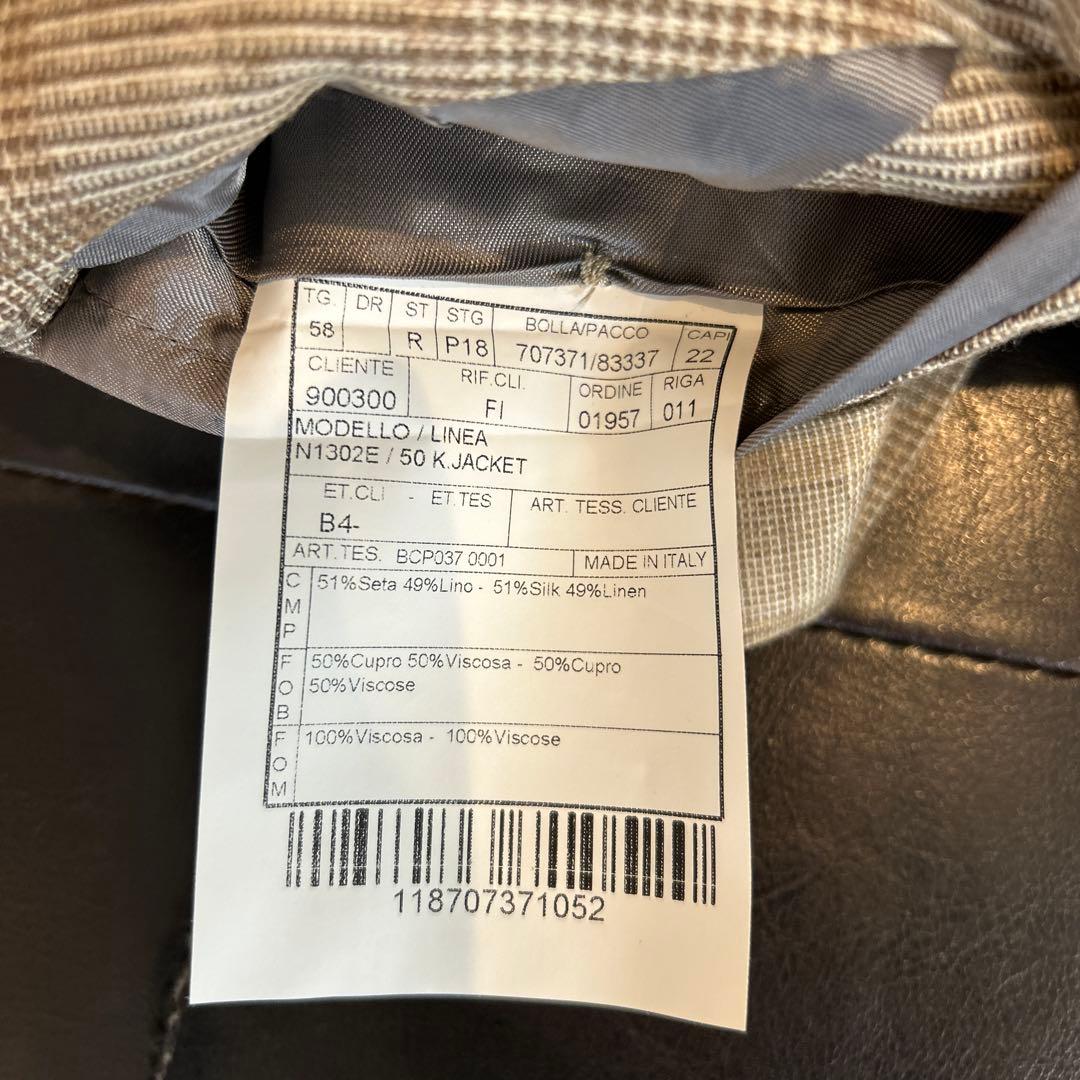 TG. DR ST STG BOLLA/PACCO CAPI
58 R P18 707371/83337 22
CLIENTE RIF.CLI. ORDINE RIGA
900300 FI 01957 011
MODELLO / LINEA
N1302E / 50 K.JACKET
ET.CLI - ET.TES ART. TESS. CLIENTE
B4-
ART.TES. BCP037 0001 MADE IN ITALY
CMP 51%Seta 49%Lino - 51%Silk 49%Linen
FOB 50%Cupro 50%Viscosa - 50%Cupro
50%Viscose
FOM 100%Viscosa - 100%Viscose
118707371052